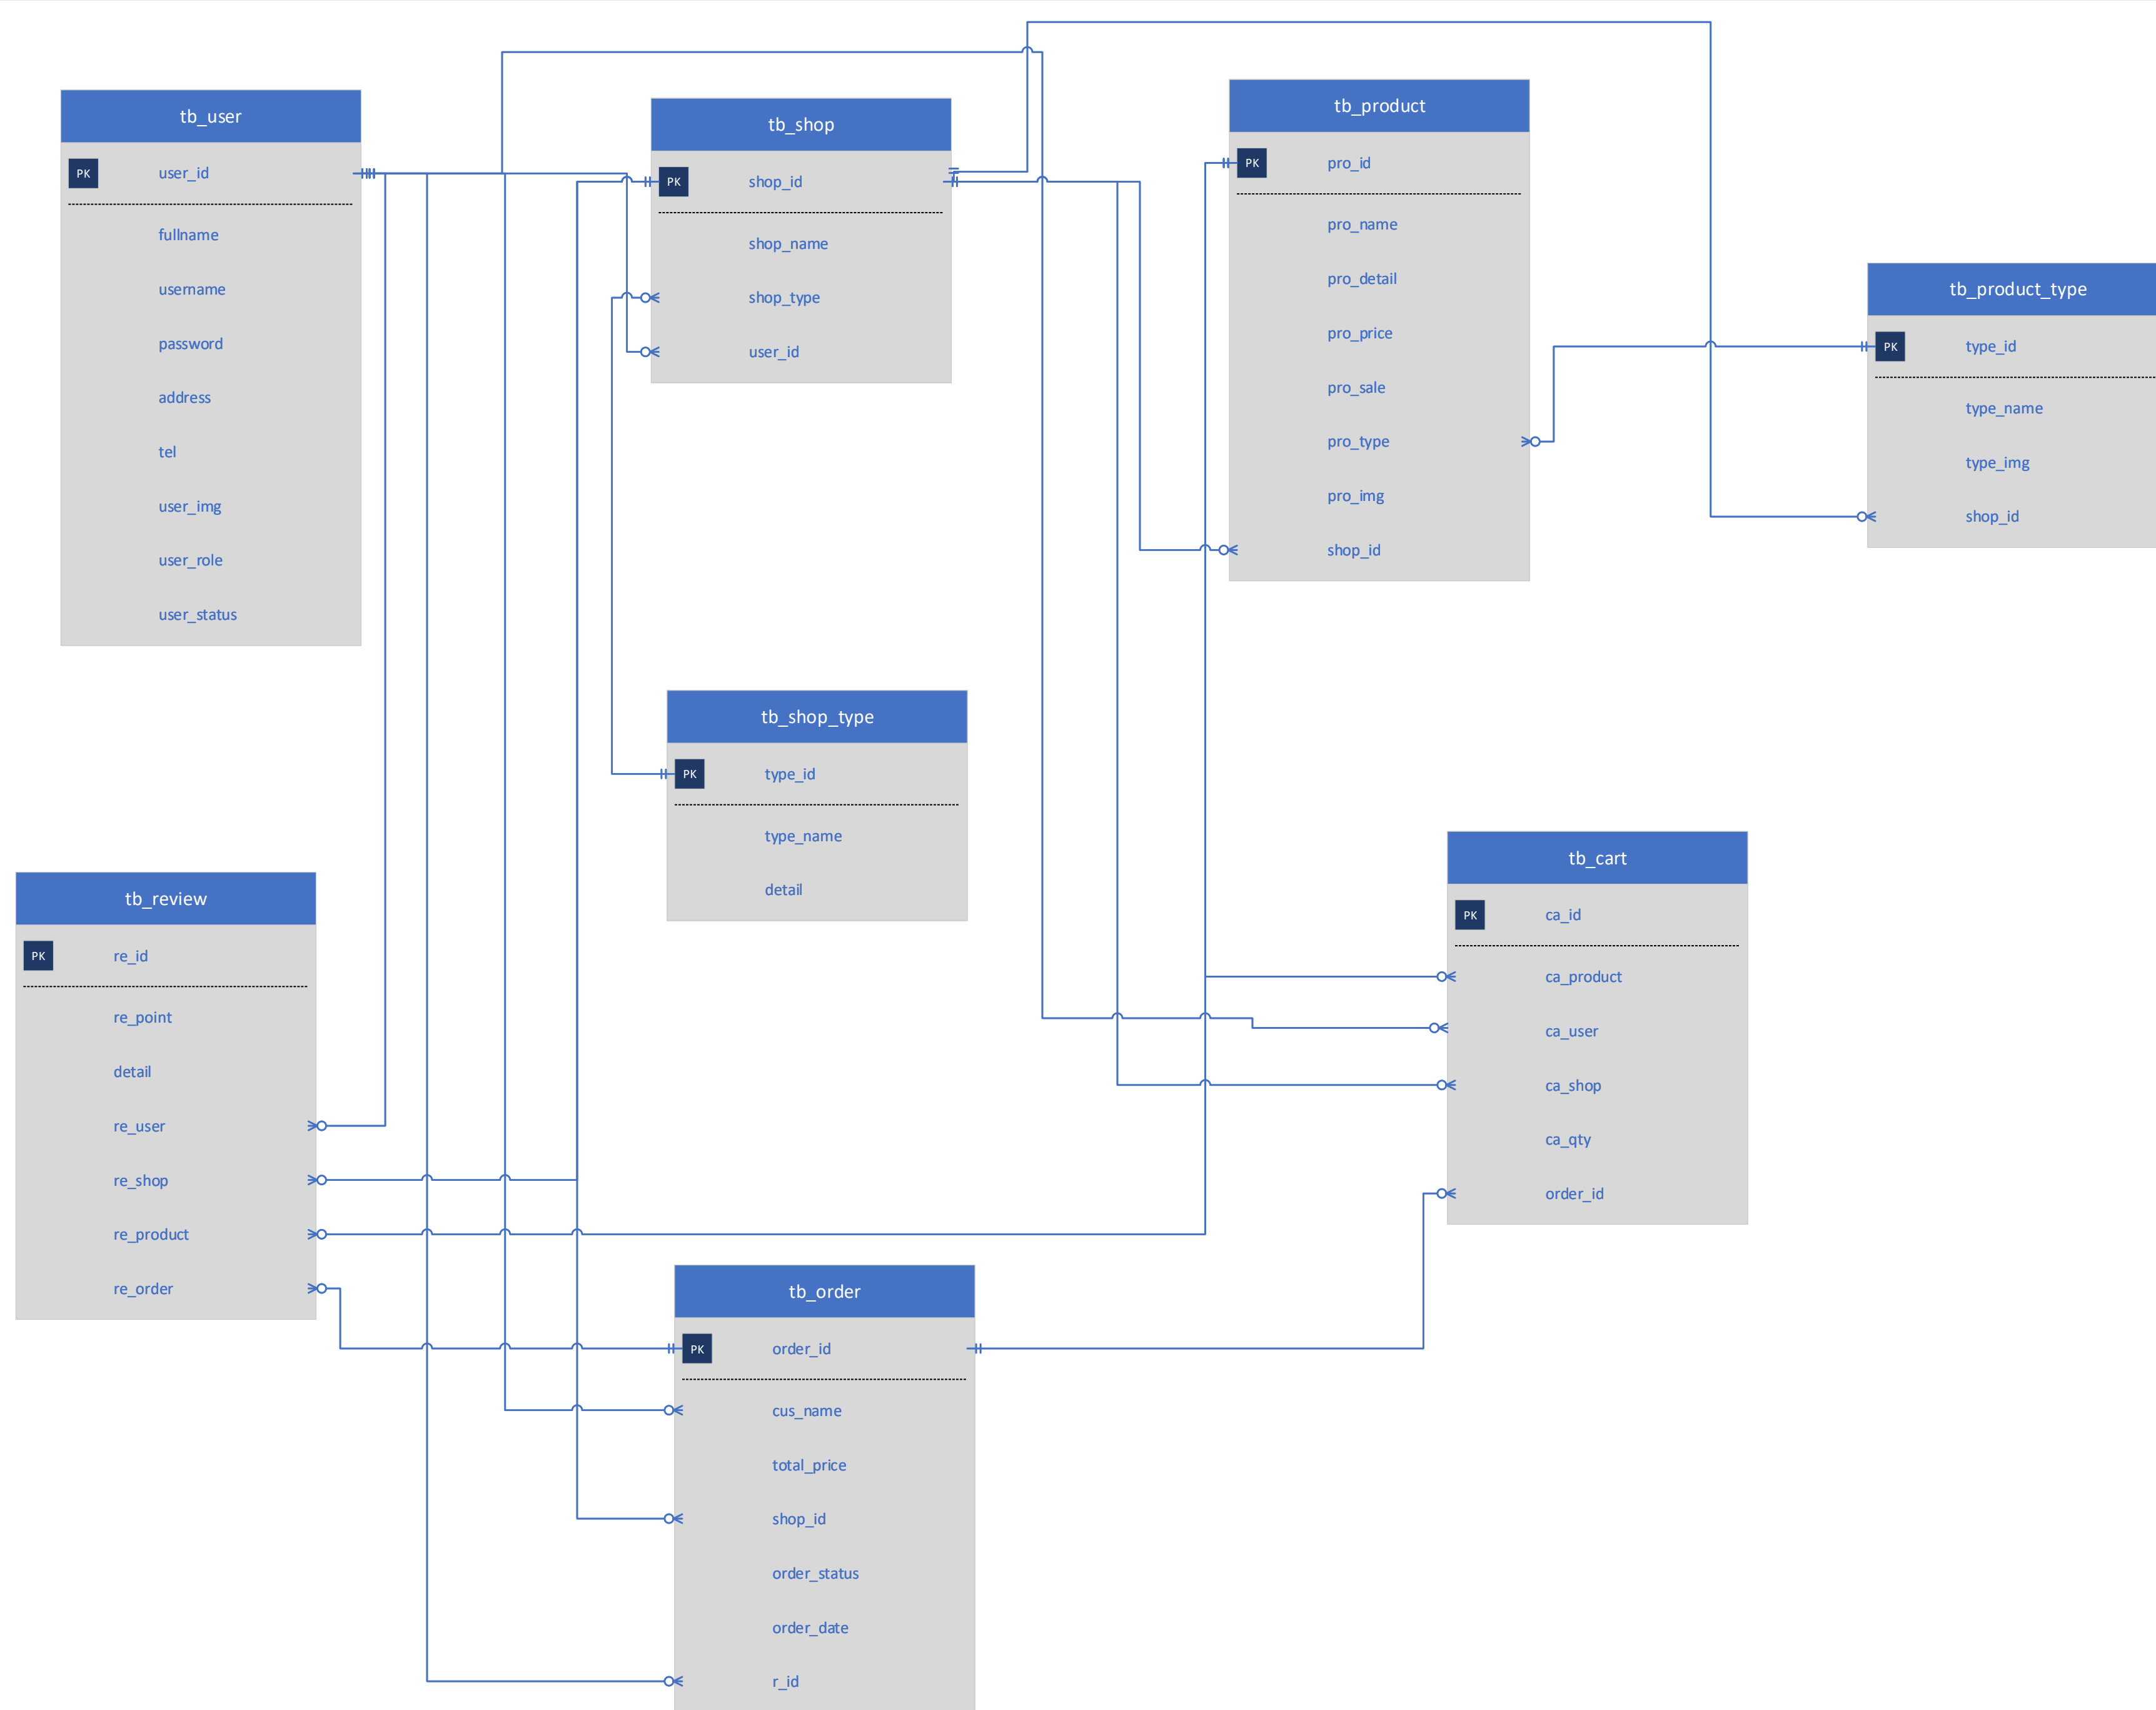 tb_user
PK user_id
fullname
username
password
address
tel
user_img
user_role
user_status
tb_shop
PK shop_id
shop_name
shop_type
user_id
tb_product
PK pro_id
pro_name
pro_detail
pro_price
pro_sale
pro_type
pro_img
shop_id
tb_product_type
PK type_id
type_name
type_img
shop_id
tb_shop_type
PK type_id
type_name
detail
tb_cart
PK ca_id
ca_product
ca_user
ca_shop
ca_qty
order_id
tb_review
PK re_id
re_point
detail
re_user
re_shop
re_product
re_order
tb_order
PK order_id
cus_name
total_price
shop_id
order_status
order_date
r_id